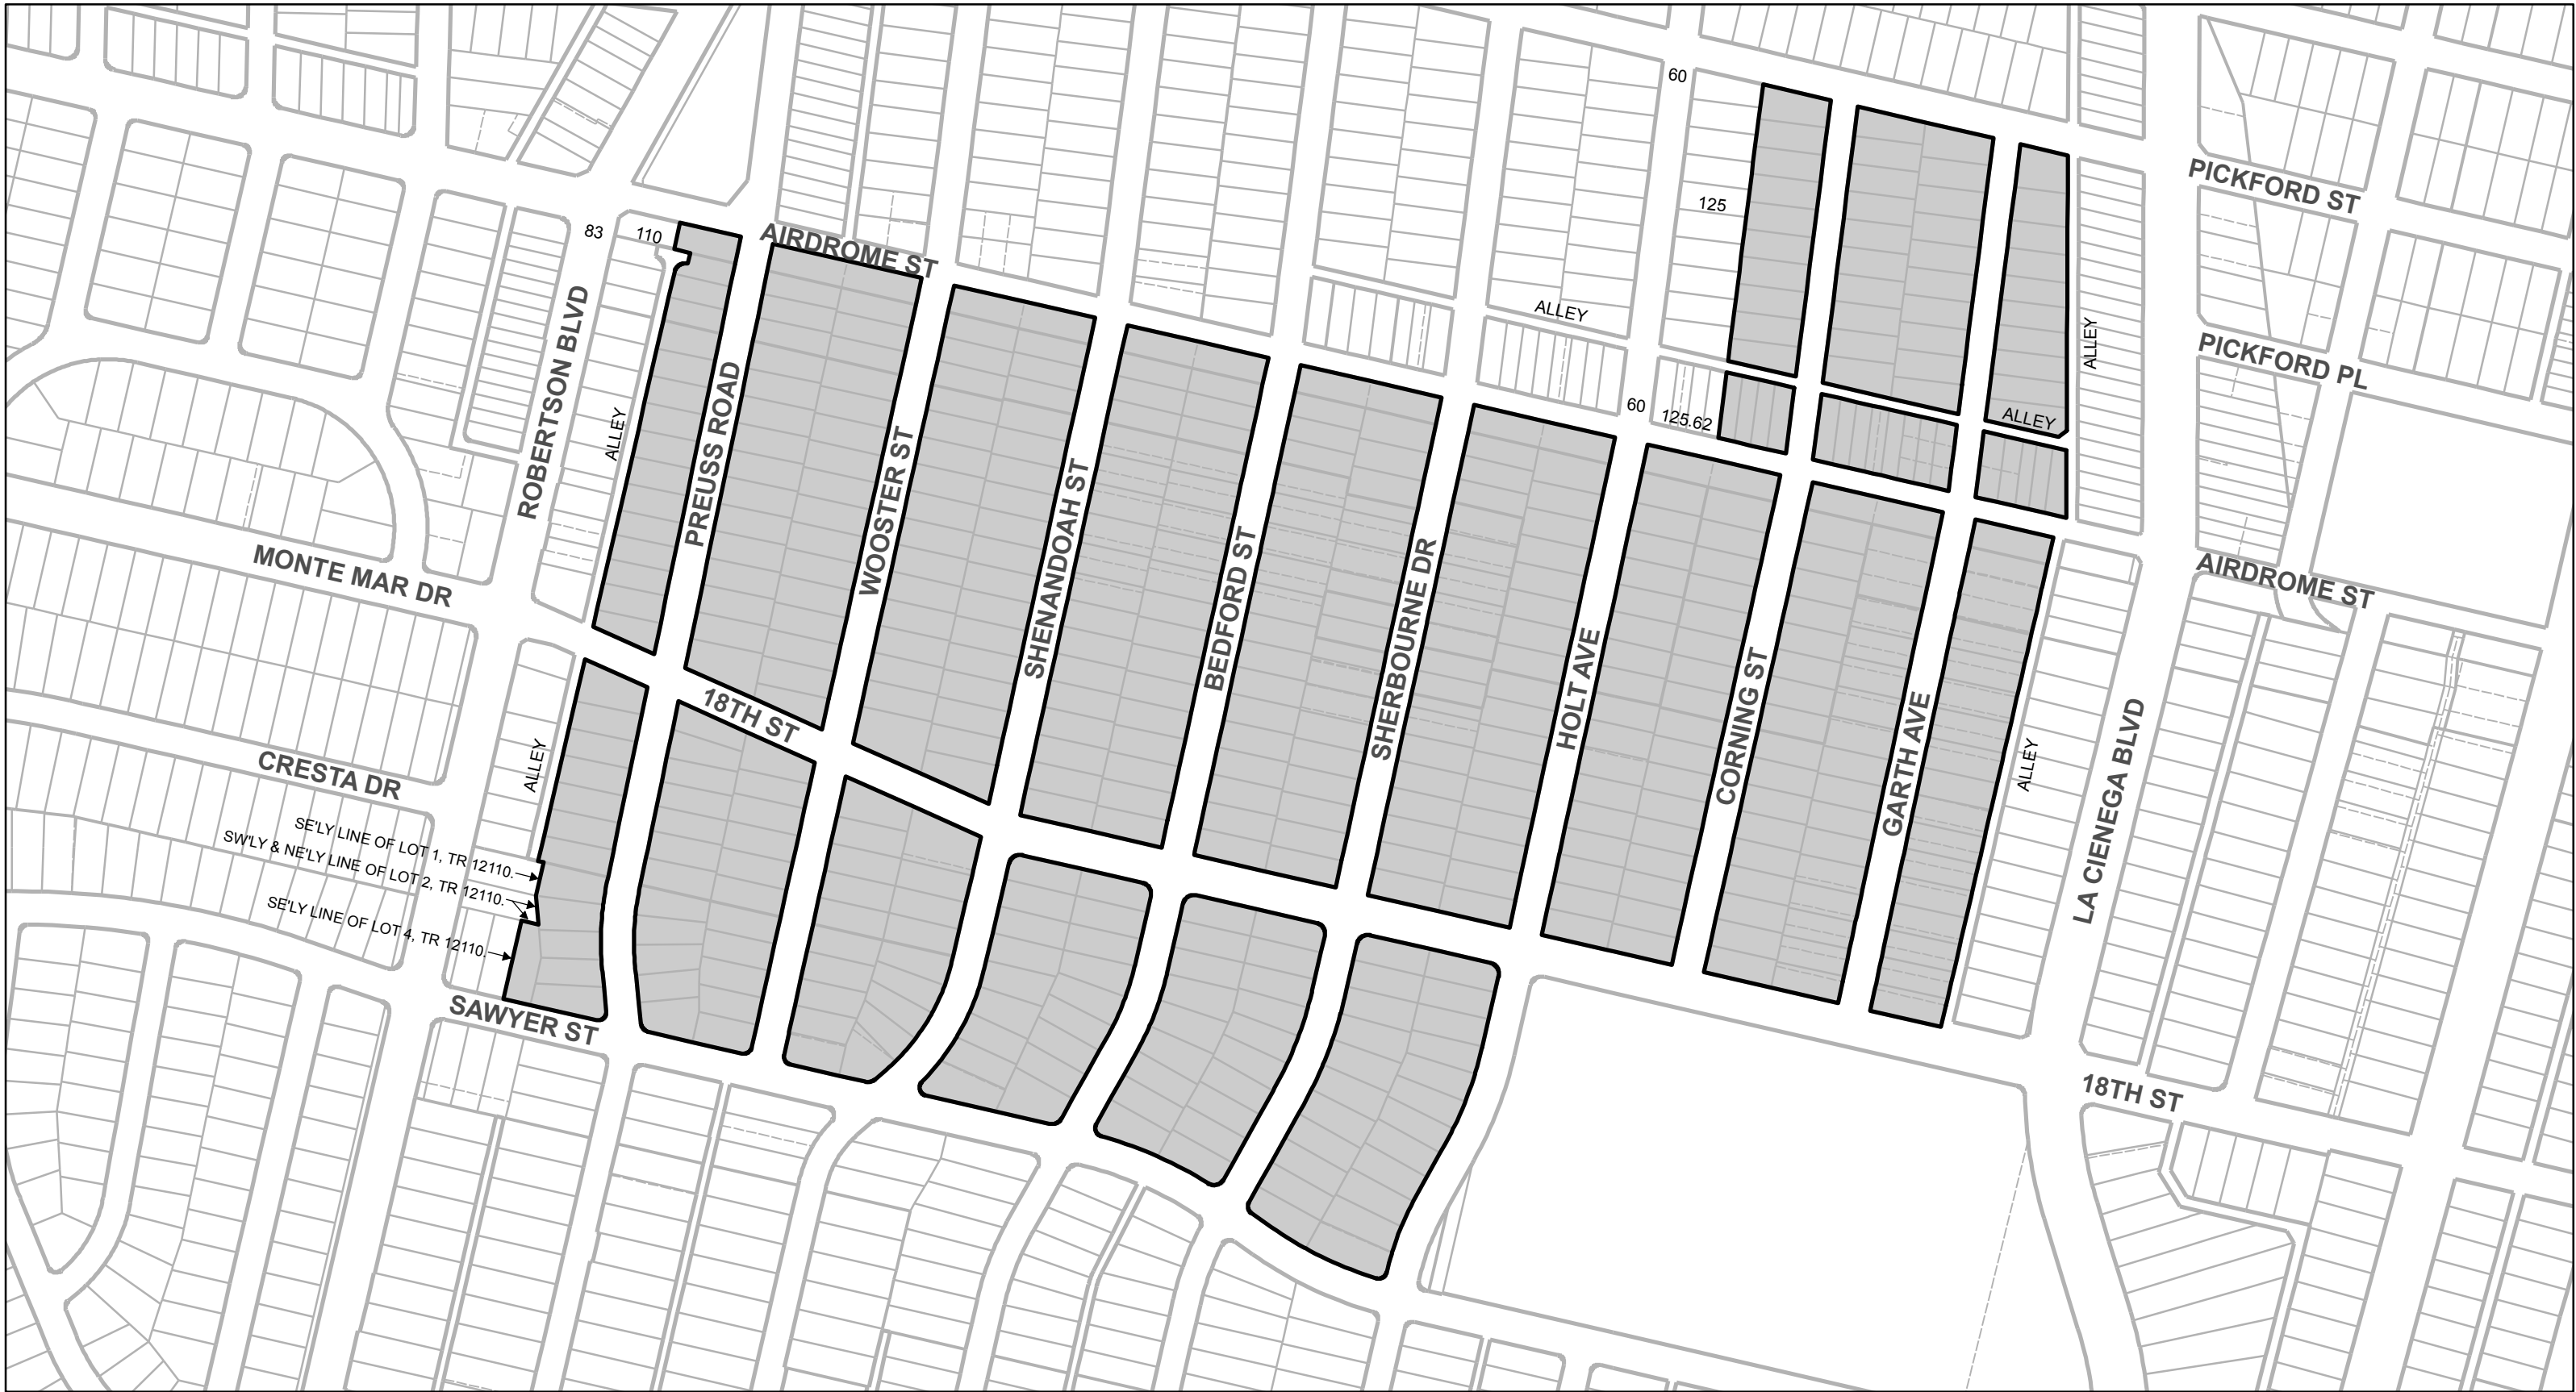 60
PICKFORD ST
125
83
110
AIRDROME ST
ALLEY
ALLEY
PICKFORD PL
ROBERTSON BLVD
PREUSS ROAD
60
125.62
ALLEY
ALLEY
WOOSTER ST
SHENANDOAH ST
BEDFORD ST
SHERBOURNE DR
MONTE MAR DR
AIRDROME ST
HOLT AVE
CORNING ST
GARTH AVE
18TH ST
ALLEY
ALLEY
LA CIENEGA BLVD
CRESTA DR
SE'LY LINE OF LOT 1, TR 12110.
SW'LY & NE'LY LINE OF LOT 2, TR 12110.
SE'LY LINE OF LOT 4, TR 12110.
SAWYER ST
18TH ST